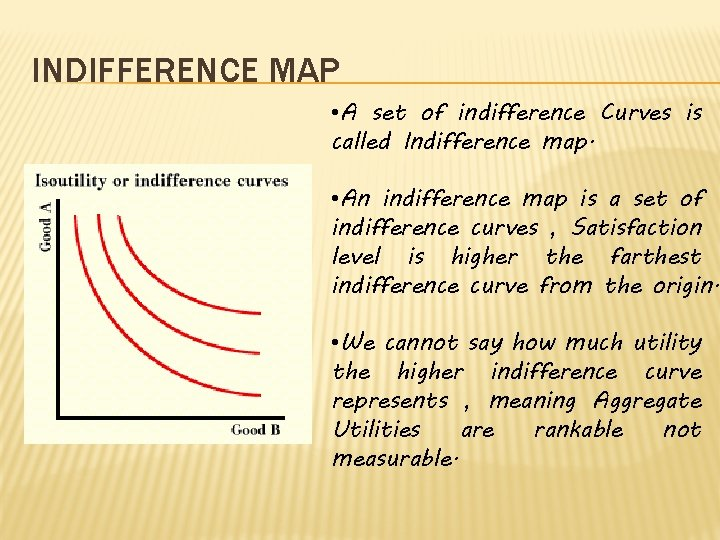 INDIFFERENCE MAP
•A set of indifference Curves is
called Indifference map.
Isoutility or indifference curves
Good A
Good B
•An indifference map is a set of
indifference curves , Satisfaction
level is higher the farthest
indifference curve from the origin.
•We cannot say how much utility
the higher indifference curve
represents , meaning Aggregate
Utilities are rankable not
measurable.